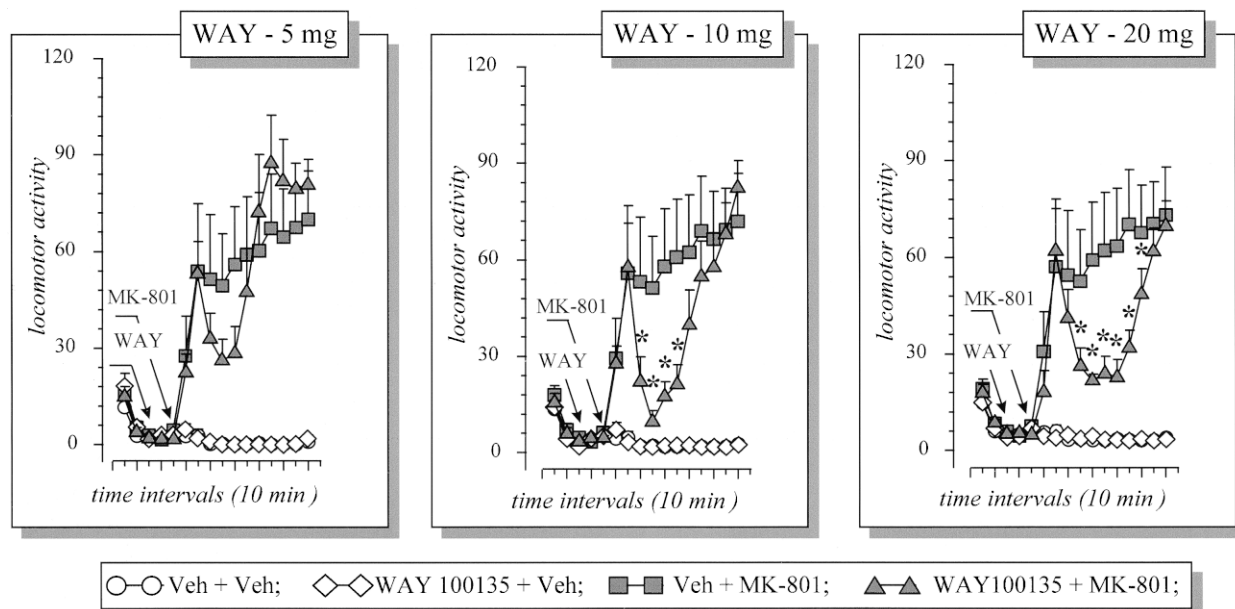 WAY - 5 mg
120
90
60
30
0
locomotor activity
MK-801
WAY
time intervals (10 min )
WAY - 10 mg
120
90
60
30
0
locomotor activity
MK-801
WAY
* * * *
time intervals (10 min )
WAY - 20 mg
120
90
60
30
0
locomotor activity
MK-801
WAY
* * * * * *
time intervals (10 min )
Veh + Veh; WAY 100135 + Veh; Veh + MK-801; WAY100135 + MK-801;